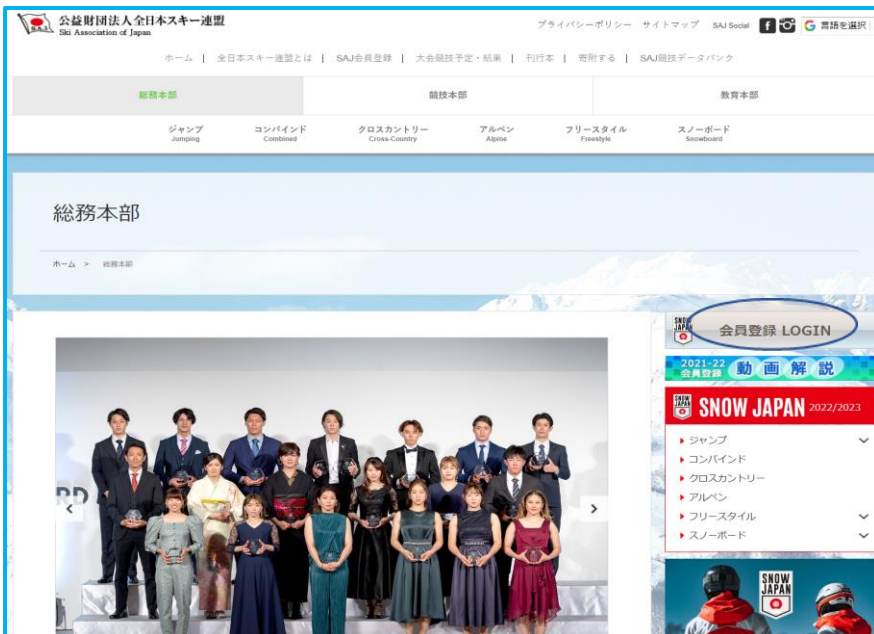 公益財団法人全日本スキー連盟
Ski Association of Japan
プライバシーポリシー サイトマップ SAJ Social f G 言語を選択
ホーム | 全日本スキー連盟とは | SAJ会員登録 | 大会競技予定・結果 | 刊行本 | 寄附する | SAJ競技データバンク
総務本部 競技本部 教育本部
ジャンプ コンバインド クロスカントリー アルペン フリースタイル スノーボード
Jumping Combined Cross-Country Alpine Freestyle Snowboard
総務本部
ホーム > 総務本部
SNOW JAPAN 会員登録 LOGIN
2021-22
会員登録 動画解説
SNOW JAPAN SNOW JAPAN 2022/2023
ジャンプ
コンバインド
クロスカントリー
アルペン
フリースタイル
スノーボード
RD
SNOW
JAPAN